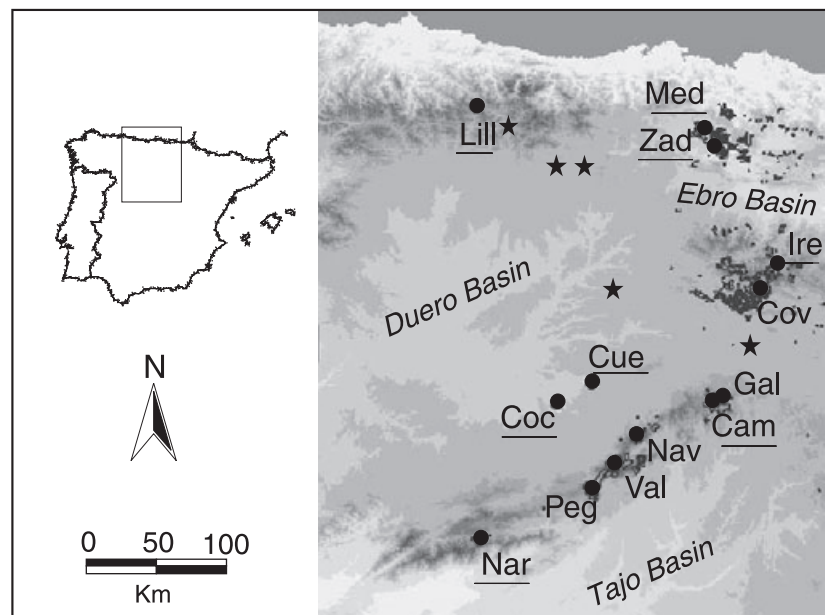 Med
Lill
Zad
Ebro Basin
Ire
Duero Basin
Cov
Cue
Gal
Coc
Cam
N
Nav
Val
Peg
0 50 100
Km
Nar
Tajo Basin